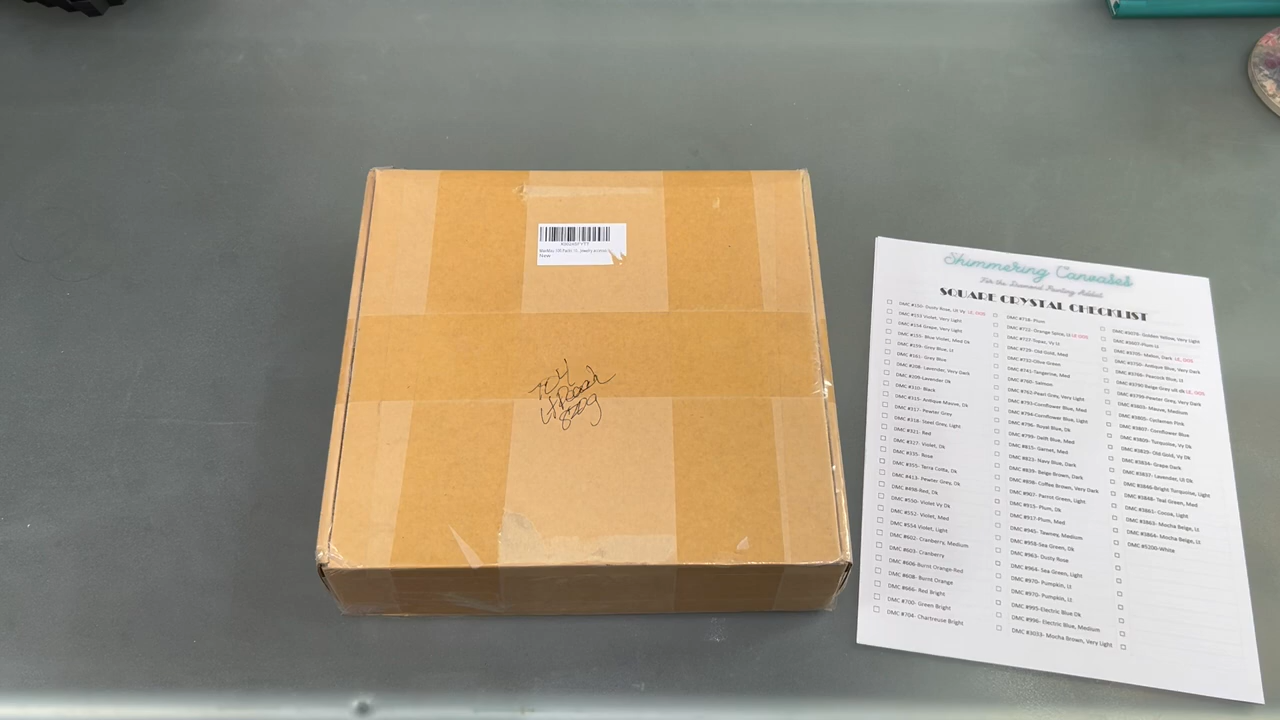 New
704
Shimmering Canvases
For the Diamond Painting Addict
SQUARE CRYSTAL CHECKLIST
DMC #150- Dusty Rose, Ult Vy LE, OOS
DMC #153 Violet, Very Light
DMC #154 Grape, Very Light
DMC #155- Blue Violet, Med Dk
DMC #159- Grey Blue, Lt
DMC #161- Grey Blue
DMC #208- Lavender, Very Dark
DMC #209-Lavender Dk
DMC #310- Black
DMC #315- Antique Mauve, Dk
DMC #317- Pewter Grey
DMC #318- Steel Grey, Light
DMC #321- Red
DMC #327- Violet, Dk
DMC #335- Rose
DMC #355- Terra Cotta, Dk
DMC #413- Pewter Grey, Dk
DMC #498-Red, Dk
DMC #550- Violet Vy Dk
DMC #552- Violet, Med
DMC #554 Violet, Light
DMC #602- Cranberry, Medium
DMC #603- Cranberry
DMC #606-Burnt Orange-Red
DMC #608- Burnt Orange
DMC #666- Red Bright
DMC #700- Green Bright
DMC #704- Chartreuse Bright
DMC #718- Plum
DMC #722- Orange Spice, Lt LE OOS
DMC #727-Topaz, Vy Lt
DMC #729- Old Gold, Med
DMC #732-Olive Green
DMC #741-Tangerine, Med
DMC #760- Salmon
DMC #762-Pearl Grey, Very Light
DMC #793-Cornflower Blue, Med
DMC #794-Cornflower Blue, Light
DMC #796- Royal Blue, Dk
DMC #799- Delft Blue, Med
DMC #815- Garnet, Med
DMC #823- Navy Blue, Dark
DMC #839- Beige Brown, Dark
DMC #898- Coffee Brown, Very Dark
DMC #907- Parrot Green, Light
DMC #915- Plum, Dk
DMC #917-Plum, Med
DMC #945- Tawney, Medium
DMC #958-Sea Green, Dk
DMC #963- Dusty Rose
DMC #964- Sea Green, Light
DMC #970- Pumpkin, Lt
DMC #970- Pumpkin, Lt
DMC #995-Electric Blue Dk
DMC #996- Electric Blue, Medium
DMC #3033- Mocha Brown, Very Light
DMC #3078- Golden Yellow, Very Light
DMC #3607-Plum Lt
DMC #3705- Melon, Dark LE, OOS
DMC #3750- Antique Blue, Very Dark
DMC #3766- Peacock Blue, Lt
DMC #3790 Beige Grey Ult dk LE, OOS
DMC #3799-Pewter Grey, Very Dark
DMC #3803- Mauve, Medium
DMC #3805- Cyclamen Pink
DMC #3807- Cornflower Blue
DMC #3809- Turquoise, Vy Dk
DMC #3829- Old Gold, Vy Dk
DMC #3834- Grape Dark
DMC #3837- Lavender, Ult Dk
DMC #3846-Bright Turquoise, Light
DMC #3848- Teal Green, Med
DMC #3861- Cocoa, Light
DMC #3863- Mocha Beige, Lt
DMC #3864- Mocha Beige, Lt
DMC #5200-White